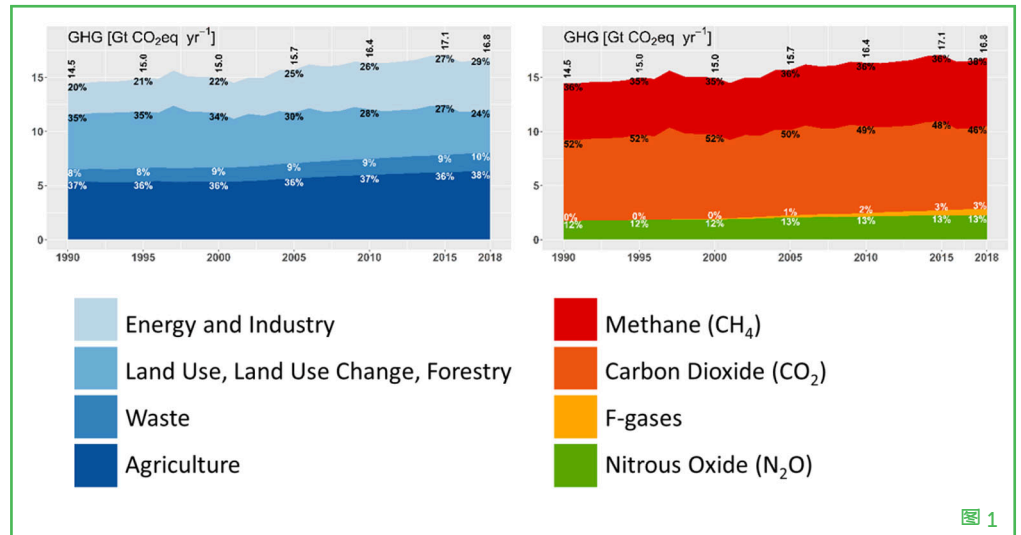 GHG [Gt CO₂eq yr⁻¹]
14.5 15.0 15.0 15.7 16.4 17.1 16.8
20% 21% 22% 25% 26% 27% 29%
35% 35% 34% 30% 28% 27% 24%
8% 8% 9% 9% 9% 9% 10%
37% 36% 36% 36% 37% 36% 38%
15
10
5
0
1990 1995 2000 2005 2010 2015 2018
GHG [Gt CO₂eq yr⁻¹]
14.5 15.0 15.0 15.7 16.4 17.1 16.8
36% 35% 35% 36% 36% 36% 38%
52% 52% 52% 50% 49% 48% 46%
0% 0% 0% 1% 2% 3% 3%
12% 12% 12% 13% 13% 13% 13%
15
10
5
0
1990 1995 2000 2005 2010 2015 2018
Energy and Industry
Land Use, Land Use Change, Forestry
Waste
Agriculture
Methane (CH₄)
Carbon Dioxide (CO₂)
F-gases
Nitrous Oxide (N₂O)
图 1